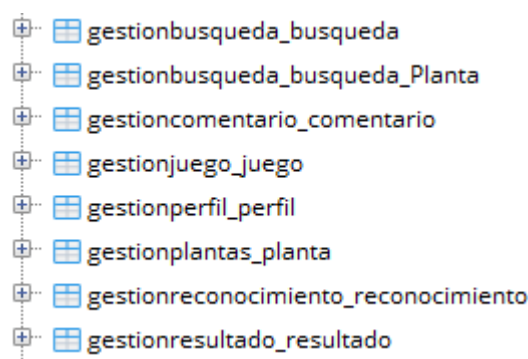 gestionbusqueda_busqueda
gestionbusqueda_busqueda_Planta
gestioncomentario_comentario
gestionjuego_juego
gestionperfil_perfil
gestionplantas_planta
gestionreconocimiento_reconocimiento
gestionresultado_resultado